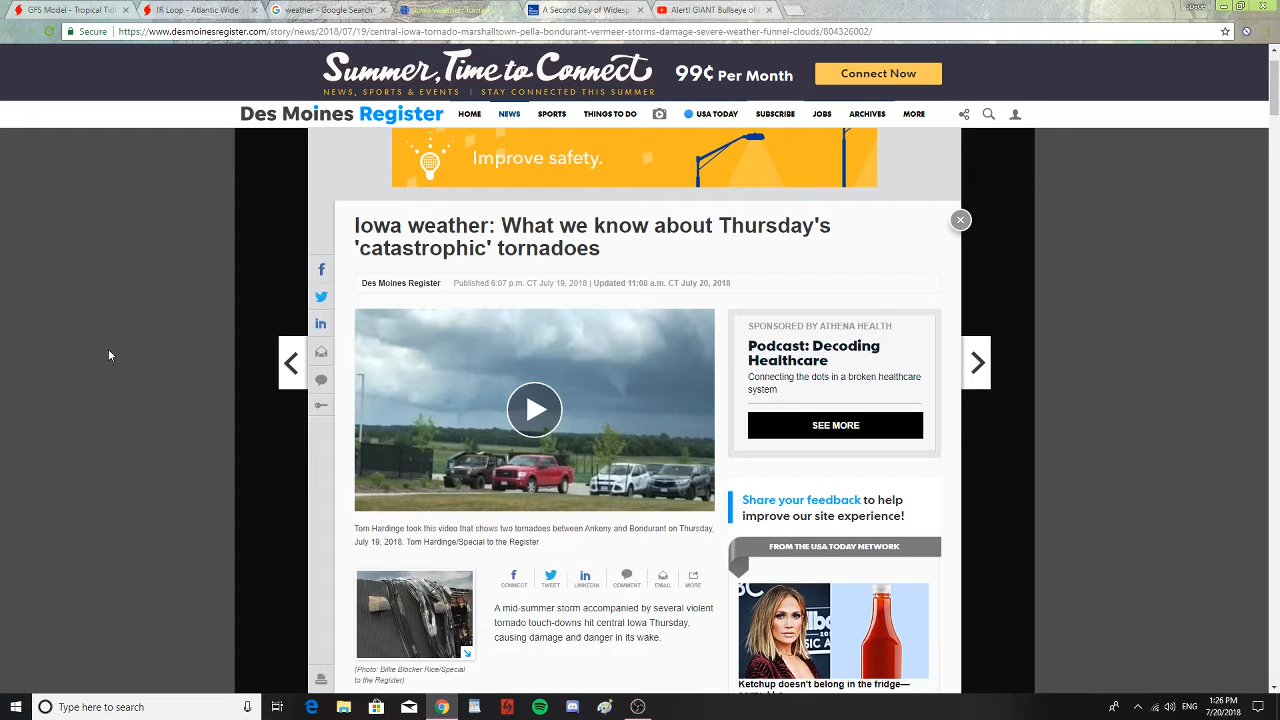 GFS Model - Tropical Tid
IR Loop - Atlantic Wide
weather - Google Search
Iowa weather: Tornado
A Second Day of Widesp
Alert! GIANT Bullseye of
Space
Secure
https://www.desmoinesregister.com/story/news/2018/07/19/central-iowa-tornado-marshalltown-pella-bondurant-vermeer-storms-damage-severe-weather-funnel-clouds/804326002/
Summer, Time to Connect
NEWS, SPORTS & EVENTS | STAY CONNECTED THIS SUMMER
99¢ Per Month
Connect Now
Des Moines Register
HOME NEWS SPORTS THINGS TO DO USA TODAY SUBSCRIBE JOBS ARCHIVES MORE
Improve safety.
Iowa weather: What we know about Thursday's
'catastrophic' tornadoes
Des Moines Register Published 6:07 p.m. CT July 19, 2018 | Updated 11:08 a.m. CT July 20, 2018
Tom Hardinge took this video that shows two tornadoes between Ankeny and Bondurant on Thursday,
July 19, 2018. Tom Hardinge/Special to the Register
(Photo: Billie Blocker Rice/Special
to the Register)
CONNECT TWEET LINKEDIN COMMENT EMAIL MORE
A mid-summer storm accompanied by several violent
tornado touch-downs hit central Iowa Thursday,
causing damage and danger in its wake.
SPONSORED BY ATHENA HEALTH
Podcast: Decoding
Healthcare
Connecting the dots in a broken healthcare
system
SEE MORE
Share your feedback to help
improve our site experience!
FROM THE USA TODAY NETWORK
Ketchup doesn't belong in the fridge—
Type here to search
ENG
1:26 PM
7/20/2018